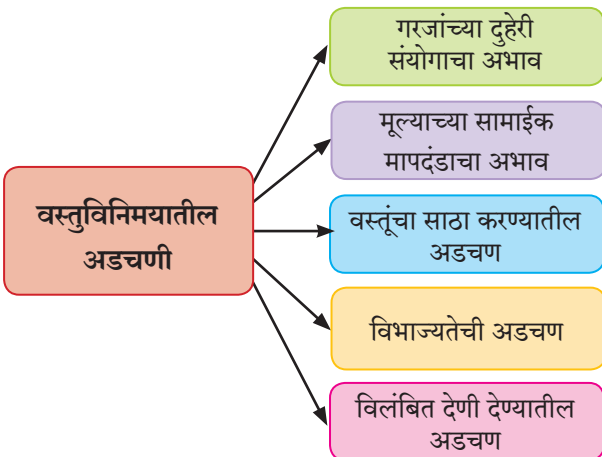 गरजांच्या दुहेरी
संयोगाचा अभाव
मूल्याच्या सामाईक
मापदंडाचा अभाव
वस्तुविनिमयातील
अडचणी
वस्तूंचा साठा करण्यातील
अडचण
विभाज्यतेची अडचण
विलंबित देणी देण्यातील
अडचण